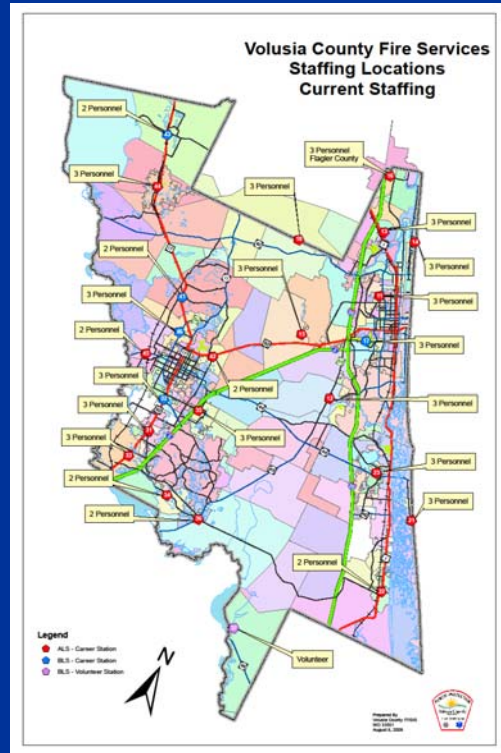 Volusia County Fire Services
Staffing Locations
Current Staffing
2 Personnel
3 Personnel
Flagler County
3 Personnel
3 Personnel
3 Personnel
2 Personnel
3 Personnel
3 Personnel
3 Personnel
3 Personnel
2 Personnel
3 Personnel
3 Personnel
2 Personnel
3 Personnel
3 Personnel
3 Personnel
3 Personnel
3 Personnel
2 Personnel
2 Personnel
3 Personnel
2 Personnel
Volunteer
Legend
ALS - Career Station
BLS - Career Station
BLS - Volunteer Station
N
Prepared By